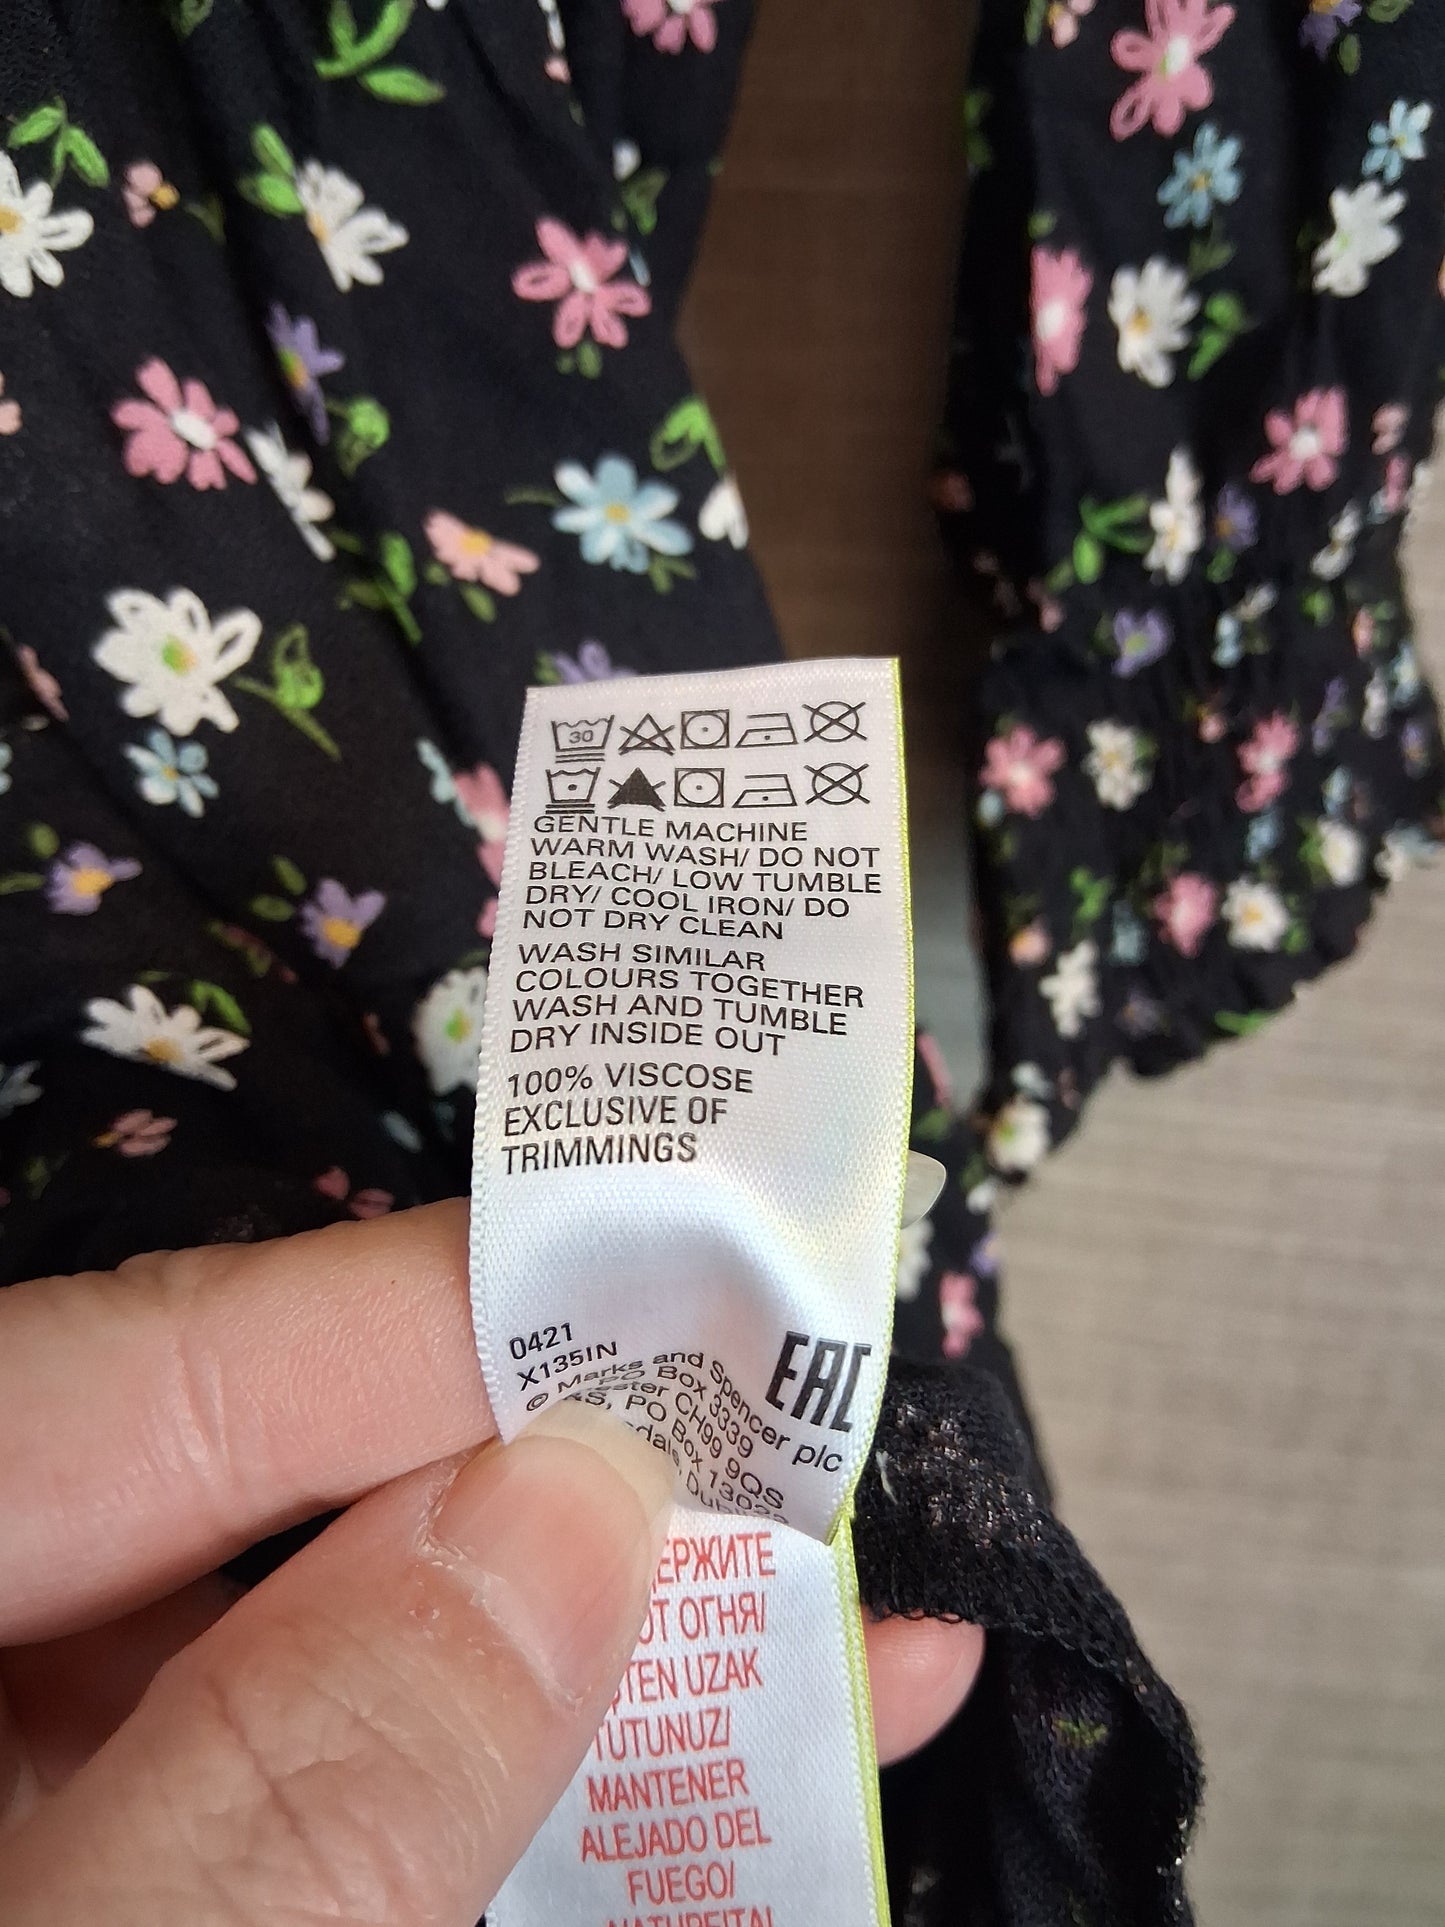 30
GENTLE MACHINE
WARM WASH/ DO NOT
BLEACH/ LOW TUMBLE
DRY/ COOL IRON/ DO
NOT DRY CLEAN
WASH SIMILAR
COLOURS TOGETHER
WASH AND TUMBLE
DRY INSIDE OUT
100% VISCOSE
EXCLUSIVE OF
TRIMMINGS
0421
X135IN
EAC
© Marks and Spencer plc
PO Box 3339
CH99 9QS
PO Box 13033
OT ОГНЯ/
UZAK
TUTUNUZ/
MANTENER
ALEJADO DEL
FUEGO/